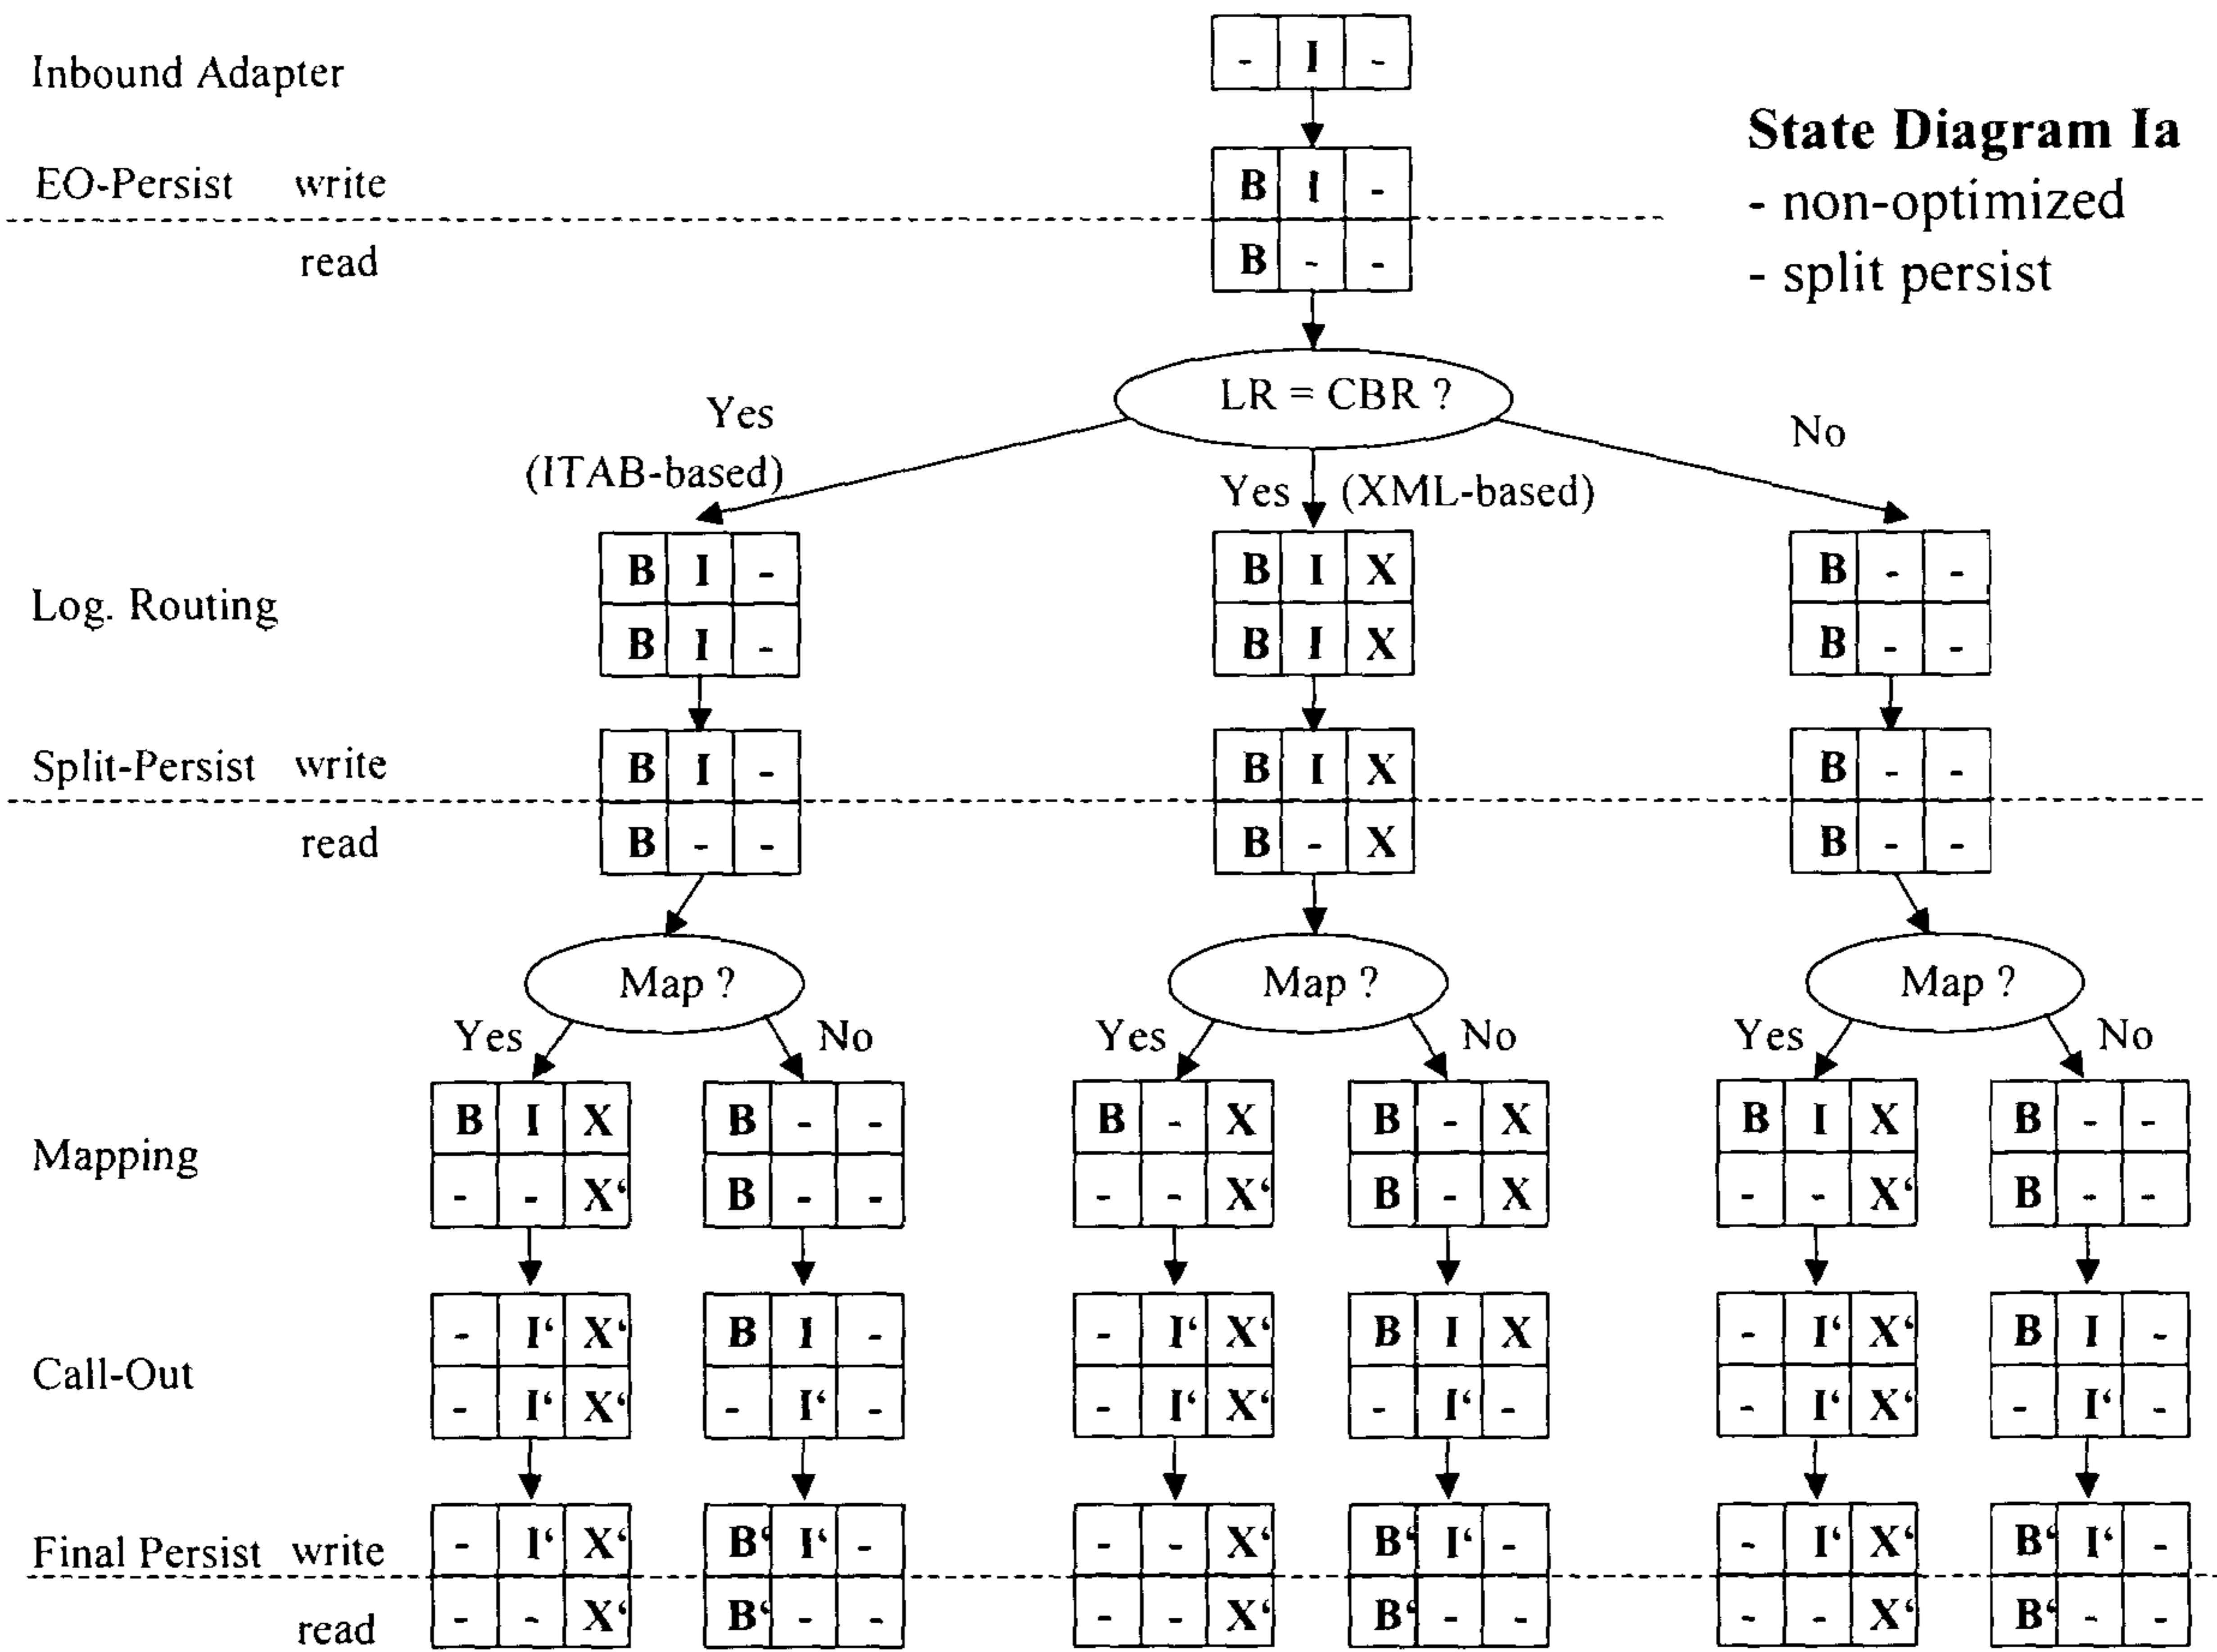 Inbound Adapter
- I -
State Diagram Ia
- non-optimized
- split persist
EO-Persist write
B I -
read
B - -
LR = CBR ?
Yes
(ITAB-based)
Yes (XML-based)
No
Log. Routing
B I - B I X B - -
B I - B I X B - -
Split-Persist write
B I - B I X B - -
read
B - - B - X B - -
Map ? Map ? Map ?
Yes No Yes No Yes No
Mapping
B I X B - - B - X B - X B I X B - -
- - X‘ B - - - - X‘ B - X - - X‘ B - -
Call-Out
- I‘ X‘ B I - - I‘ X‘ B I X - I‘ X‘ B I -
- I‘ X‘ - I‘ - - I‘ X‘ - I‘ - - I‘ X‘ - I‘ -
Final Persist write
- I‘ X‘ B‘ I‘ - - - X‘ B‘ I‘ - - I‘ X‘ B‘ I‘ -
read
- - X‘ B‘ - - - - X‘ B‘ - - - - X‘ B‘ - -